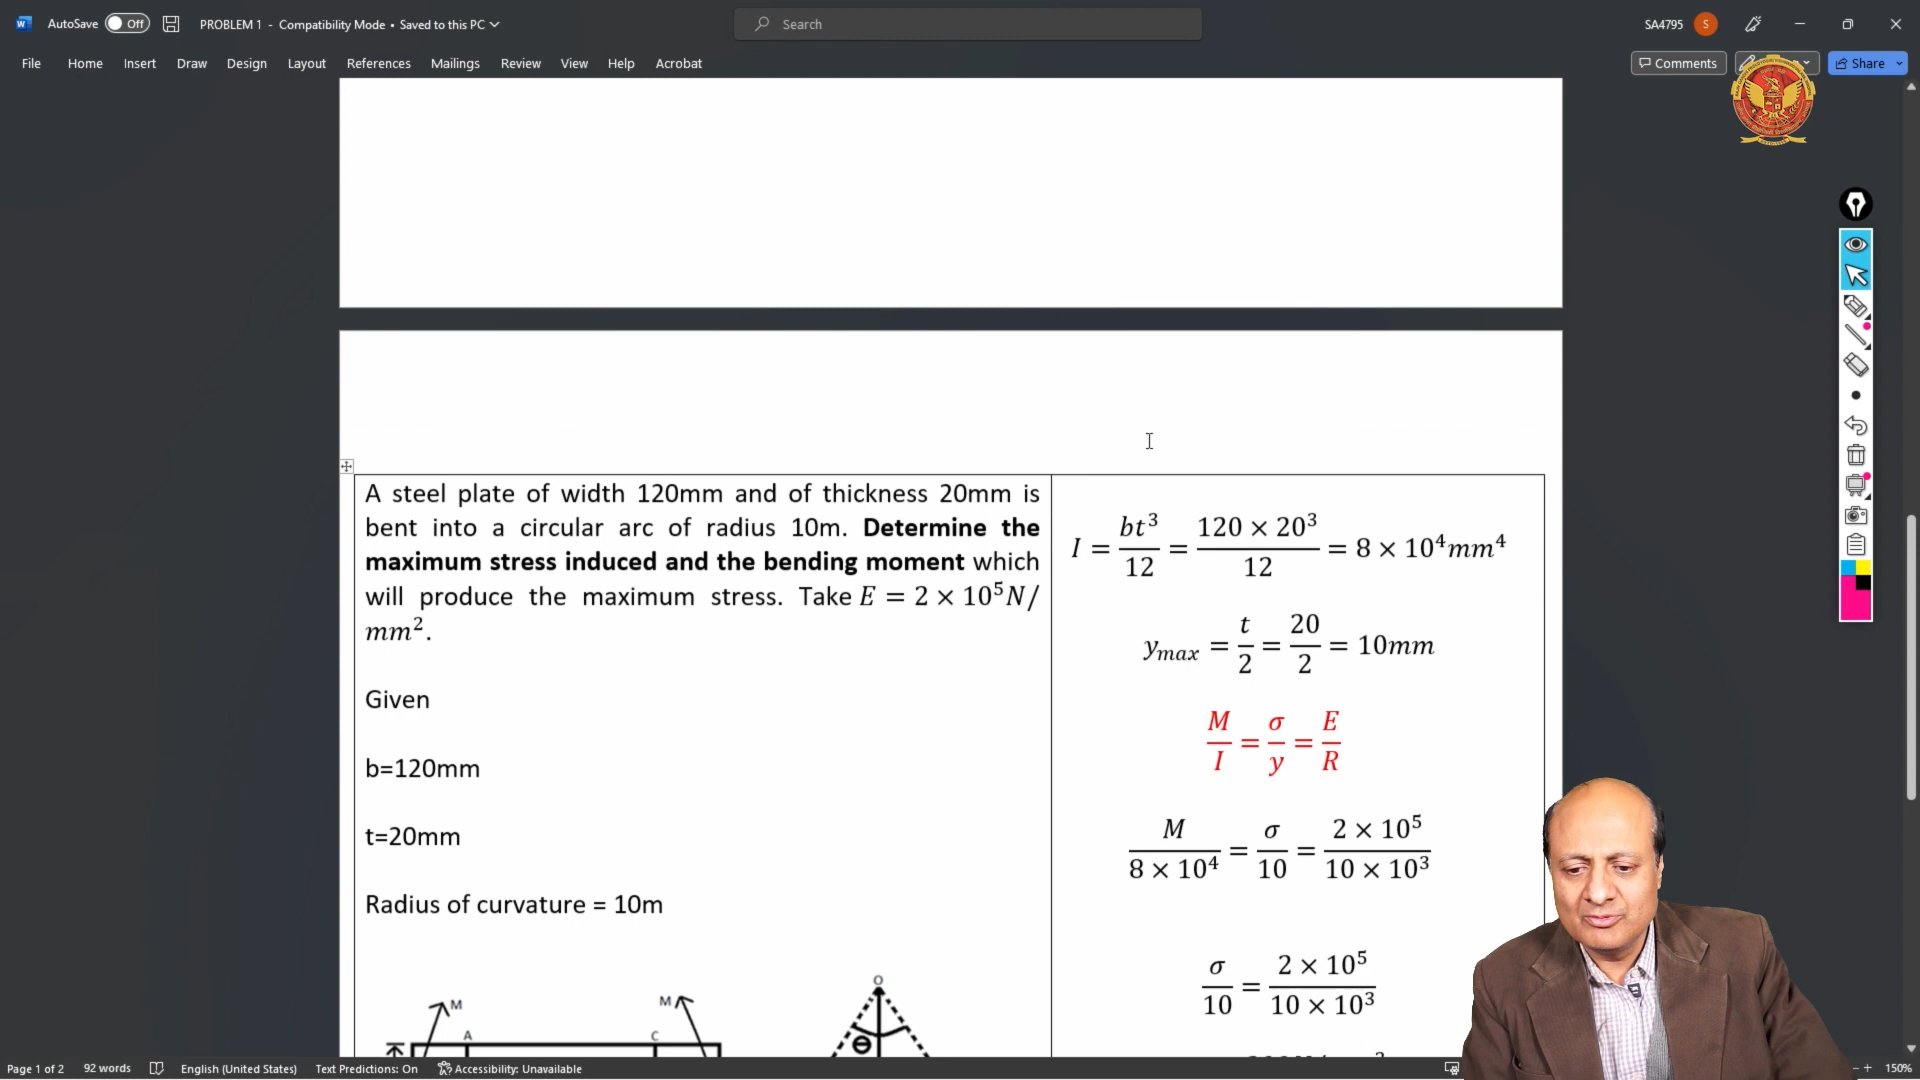 AutoSave Off PROBLEM 1 - Compatibility Mode • Saved to this PC Search SA4795 S
File Home Insert Draw Design Layout References Mailings Review View Help Acrobat Comments Share
A steel plate of width 120mm and of thickness 20mm is
bent into a circular arc of radius 10m. Determine the
maximum stress induced and the bending moment which
will produce the maximum stress. Take E = 2 × 10⁵N/
mm².
Given
b=120mm
t=20mm
Radius of curvature = 10m
M A M C
O
Θ
I = bt³/12 = 120 × 20³/12 = 8 × 10⁴mm⁴
yₘₐₓ = t/2 = 20/2 = 10mm
M/I = σ/y = E/R
M/8 × 10⁴ = σ/10 = 2 × 10⁵/10 × 10³
σ/10 = 2 × 10⁵/10 × 10³
Page 1 of 2 92 words English (United States) Text Predictions: On Accessibility: Unavailable 150%